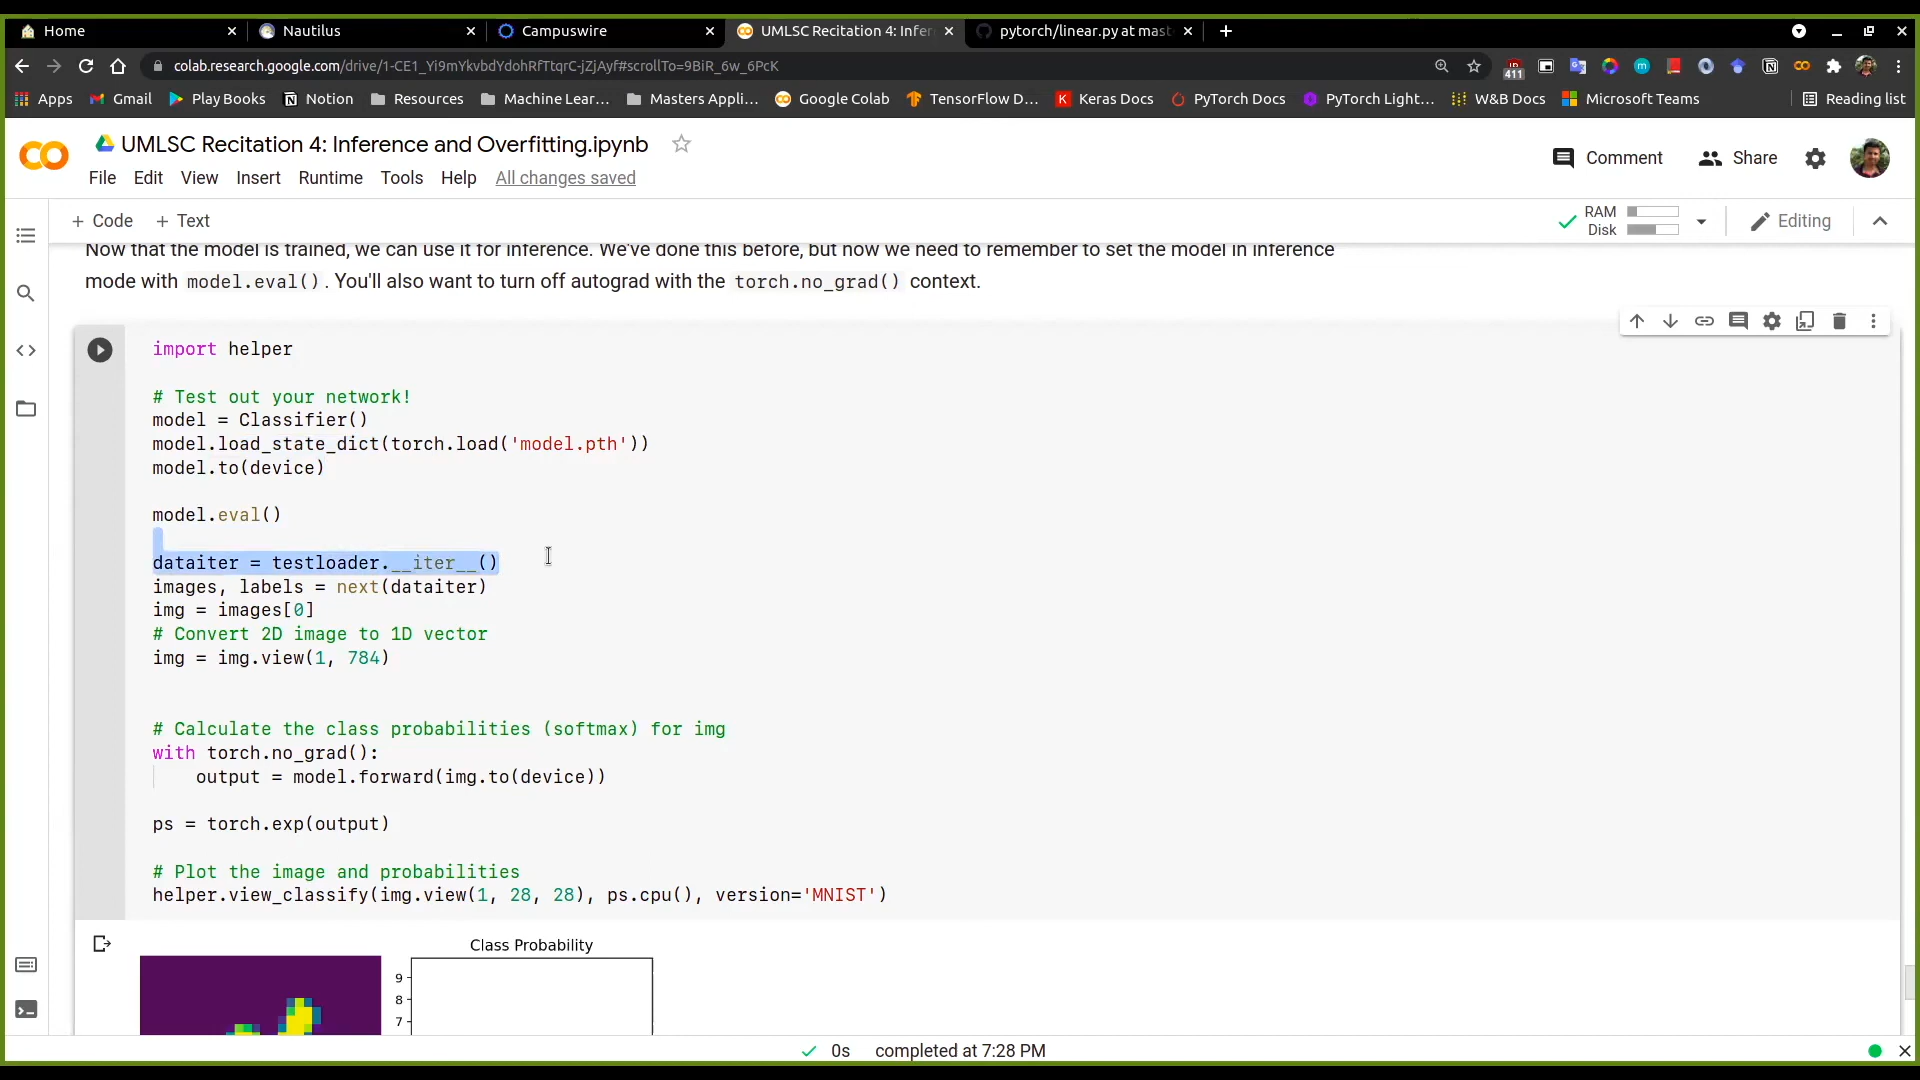 Home
Nautilus
Campuswire
UMLSC Recitation 4: Infer
pytorch/linear.py at mast
colab.research.google.com/drive/1-CE1_Yi9mYkvbdYdohRfTtqrC-jZjAyf#scrollTo=9BiR_6w_6PcK
411
Apps
Gmail
Play Books
Notion
Resources
Machine Lear...
Masters Appli...
Google Colab
TensorFlow D...
Keras Docs
PyTorch Docs
PyTorch Light...
W&B Docs
Microsoft Teams
Reading list
UMLSC Recitation 4: Inference and Overfitting.ipynb
Comment
Share
File Edit View Insert Runtime Tools Help All changes saved
+ Code + Text
RAM
Disk
Editing
Now that the model is trained, we can use it for inference. We've done this before, but now we need to remember to set the model in inference
mode with model.eval(). You'll also want to turn off autograd with the torch.no_grad() context.
import helper
# Test out your network!
model = Classifier()
model.load_state_dict(torch.load('model.pth'))
model.to(device)
model.eval()
dataiter = testloader.__iter__()
images, labels = next(dataiter)
img = images[0]
# Convert 2D image to 1D vector
img = img.view(1, 784)
# Calculate the class probabilities (softmax) for img
with torch.no_grad():
output = model.forward(img.to(device))
ps = torch.exp(output)
# Plot the image and probabilities
helper.view_classify(img.view(1, 28, 28), ps.cpu(), version='MNIST')
Class Probability
9
8
7
0s completed at 7:28 PM